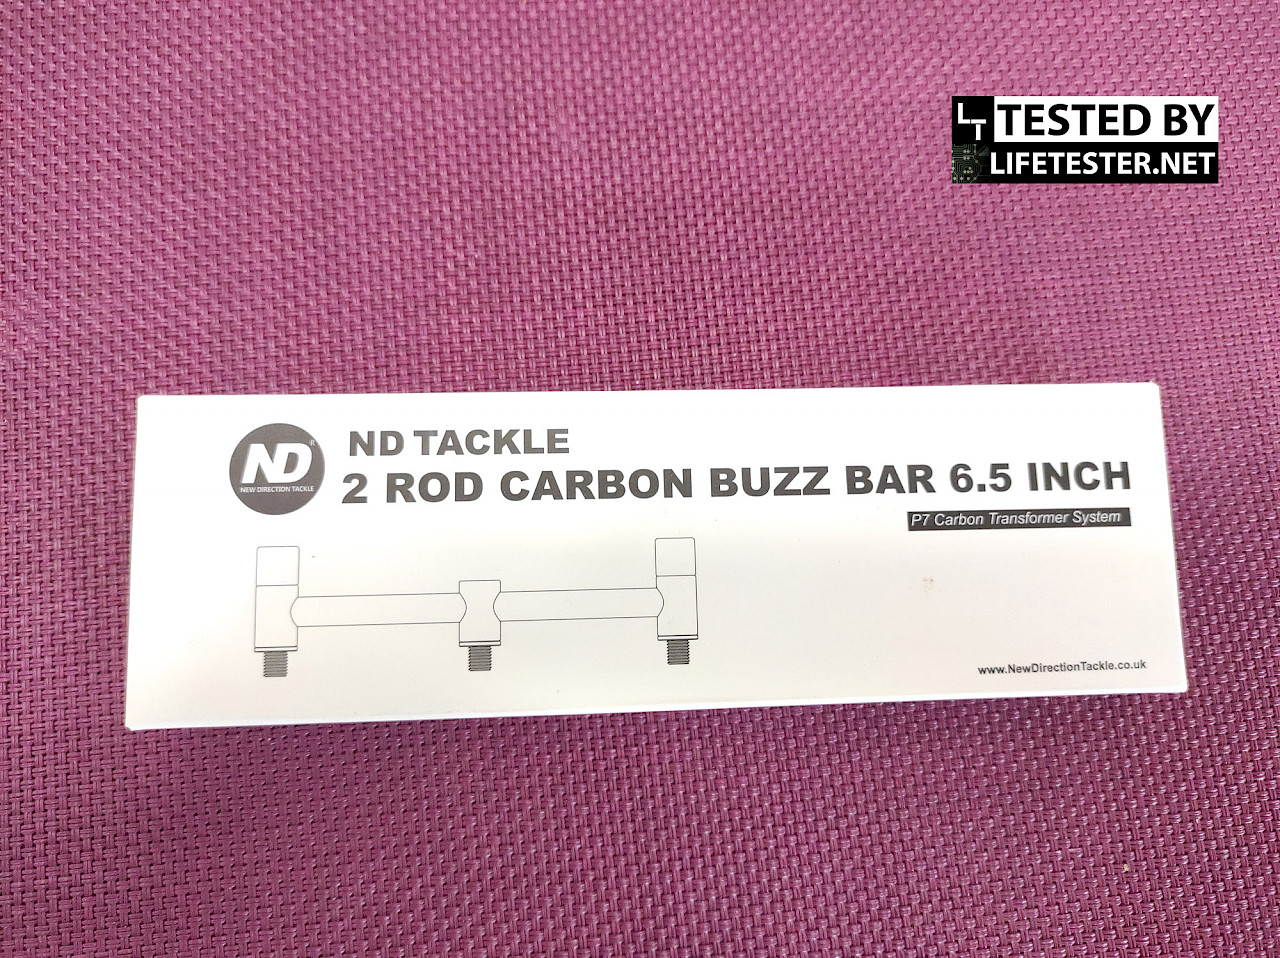 LT TESTED BY
LIFETESTER.NET
ND®
NEW DIRECTION TACKLE
ND TACKLE
2 ROD CARBON BUZZ BAR 6.5 INCH
P7 Carbon Transformer System
www.NewDirectionTackle.co.uk